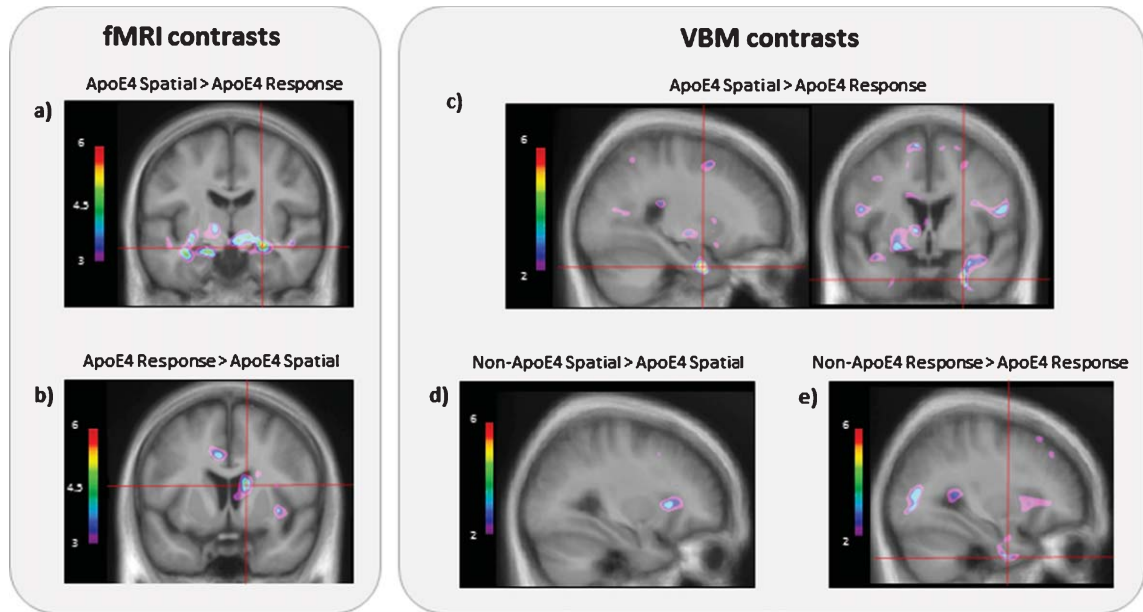 fMRI contrasts
ApoE4 Spatial > ApoE4 Response
a)
6
4.5
3
ApoE4 Response > ApoE4 Spatial
b)
6
4.5
3
VBM contrasts
ApoE4 Spatial > ApoE4 Response
c)
6
2
Non-ApoE4 Spatial > ApoE4 Spatial
d)
6
2
Non-ApoE4 Response > ApoE4 Response
e)
6
2